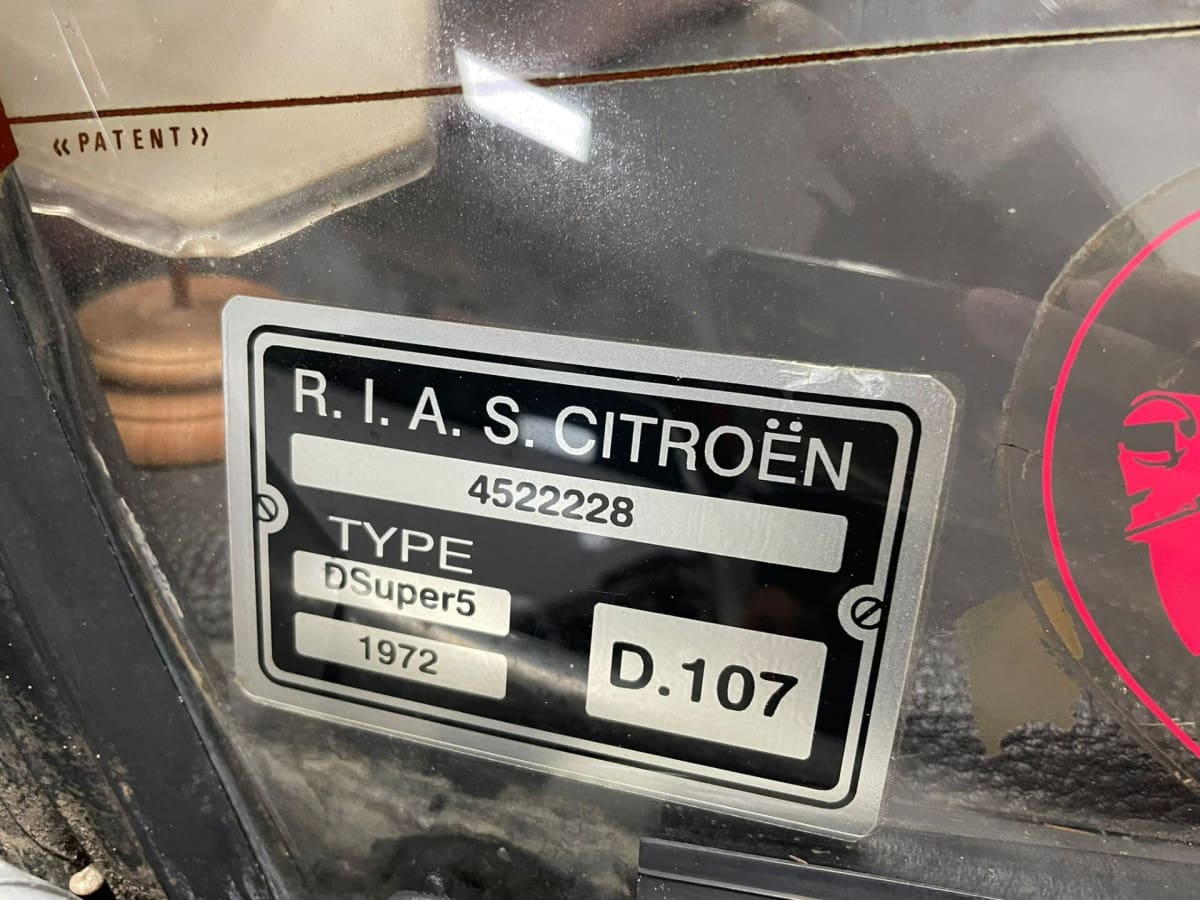 «PATENT»
R. I. A. S. CITROËN
4522228
TYPE
DSuper5
1972
D.107